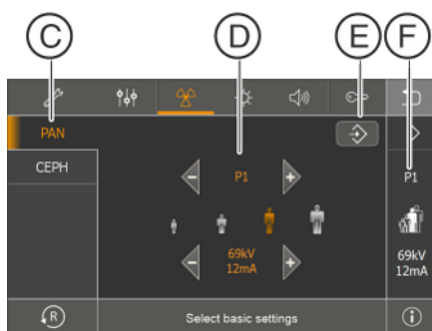 C D E F
PAN
CEPH
P1
P1
69kV
12mA
69kV
12mA
R
Select basic settings
i